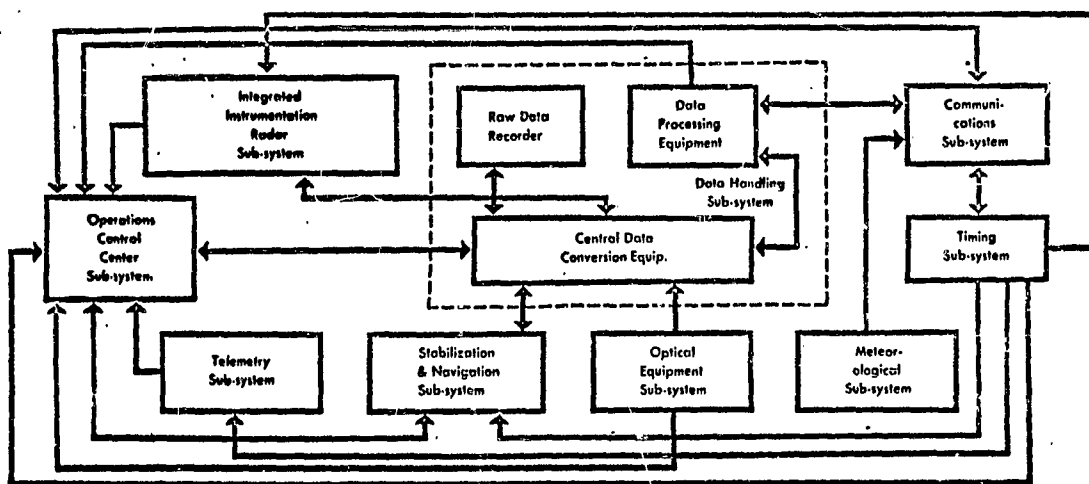 Integrated
Instrumentation
Radar
Sub-system
Raw Data
Recorder
Data
Processing
Equipment
Communi-
cations
Sub-system
Data Handling
Sub-system
Operations
Control
Center
Sub-system.
Central Data
Conversion Equip.
Timing
Sub-system
Telemetry
Sub-system
Stabilization
& Navigation
Sub-system
Optical
Equipment
Sub-system
Meteor-
ological
Sub-system